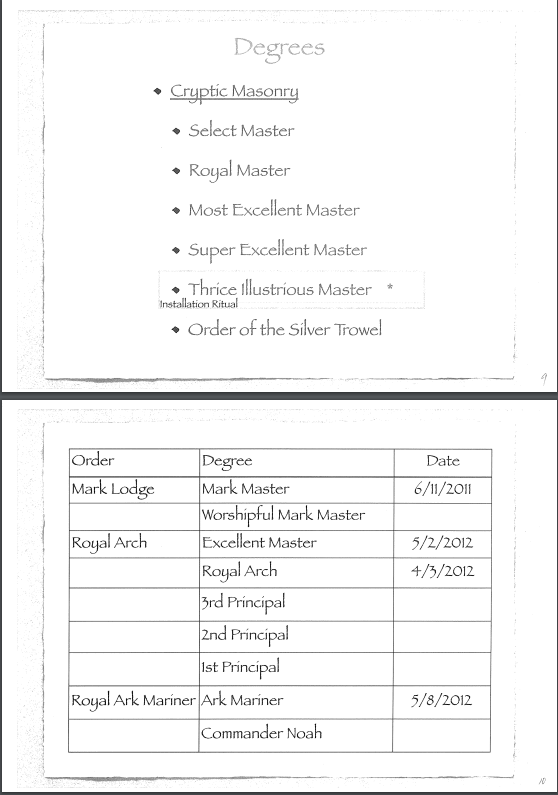 Degrees
Cryptic Masonry
Select Master
Royal Master
Most Excellent Master
Super Excellent Master
Thrice Illustrious Master *
Installation Ritual
Order of the Silver Trowel
9
Order Degree Date
Mark Lodge Mark Master 6/11/2011
Worshipful Mark Master
Royal Arch Excellent Master 5/2/2012
Royal Arch 4/3/2012
3rd Principal
2nd Principal
1st Principal
Royal Ark Mariner Ark Mariner 5/8/2012
Commander Noah
10